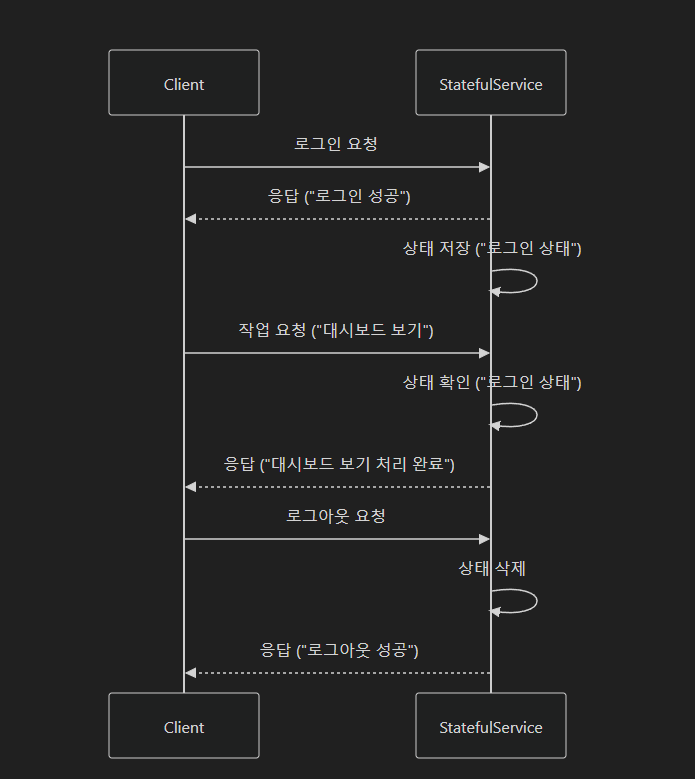 Client
StatefulService
로그인 요청
응답 ("로그인 성공")
상태 저장 ("로그인 상태")
작업 요청 ("대시보드 보기")
상태 확인 ("로그인 상태")
응답 ("대시보드 보기 처리 완료")
로그아웃 요청
상태 삭제
응답 ("로그아웃 성공")
Client
StatefulService